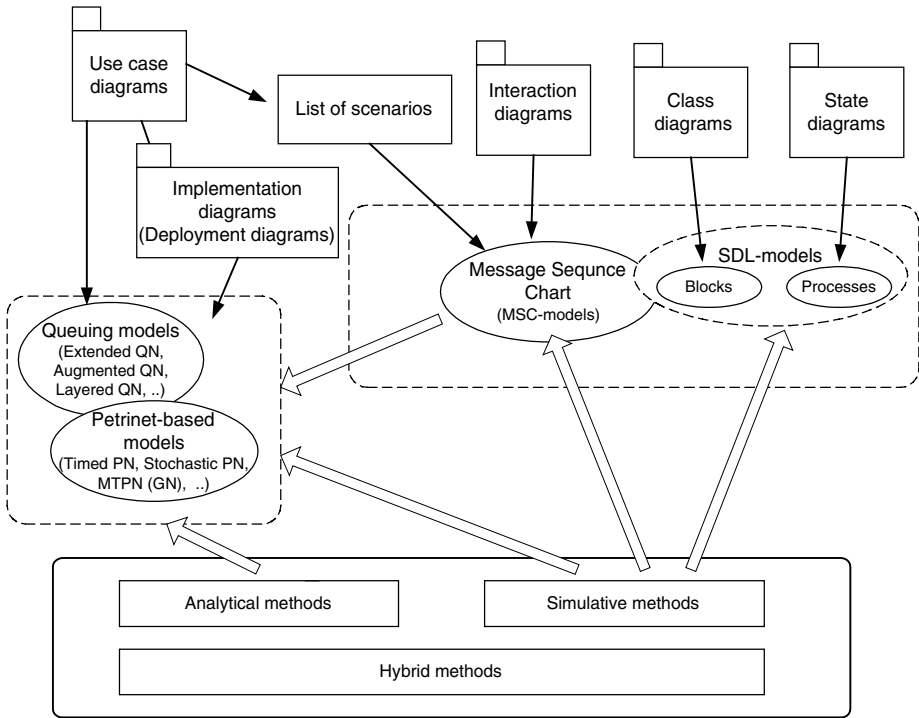 Use case
diagrams
List of scenarios
Interaction
diagrams
Class
diagrams
State
diagrams
Implementation
diagrams
(Deployment diagrams)
Message Sequnce
Chart
(MSC-models)
SDL-models
Blocks
Processes
Queuing models
(Extended QN,
Augmented QN,
Layered QN, ..)
Petrinet-based
models
(Timed PN, Stochastic PN,
MTPN (GN), ..)
Analytical methods
Simulative methods
Hybrid methods